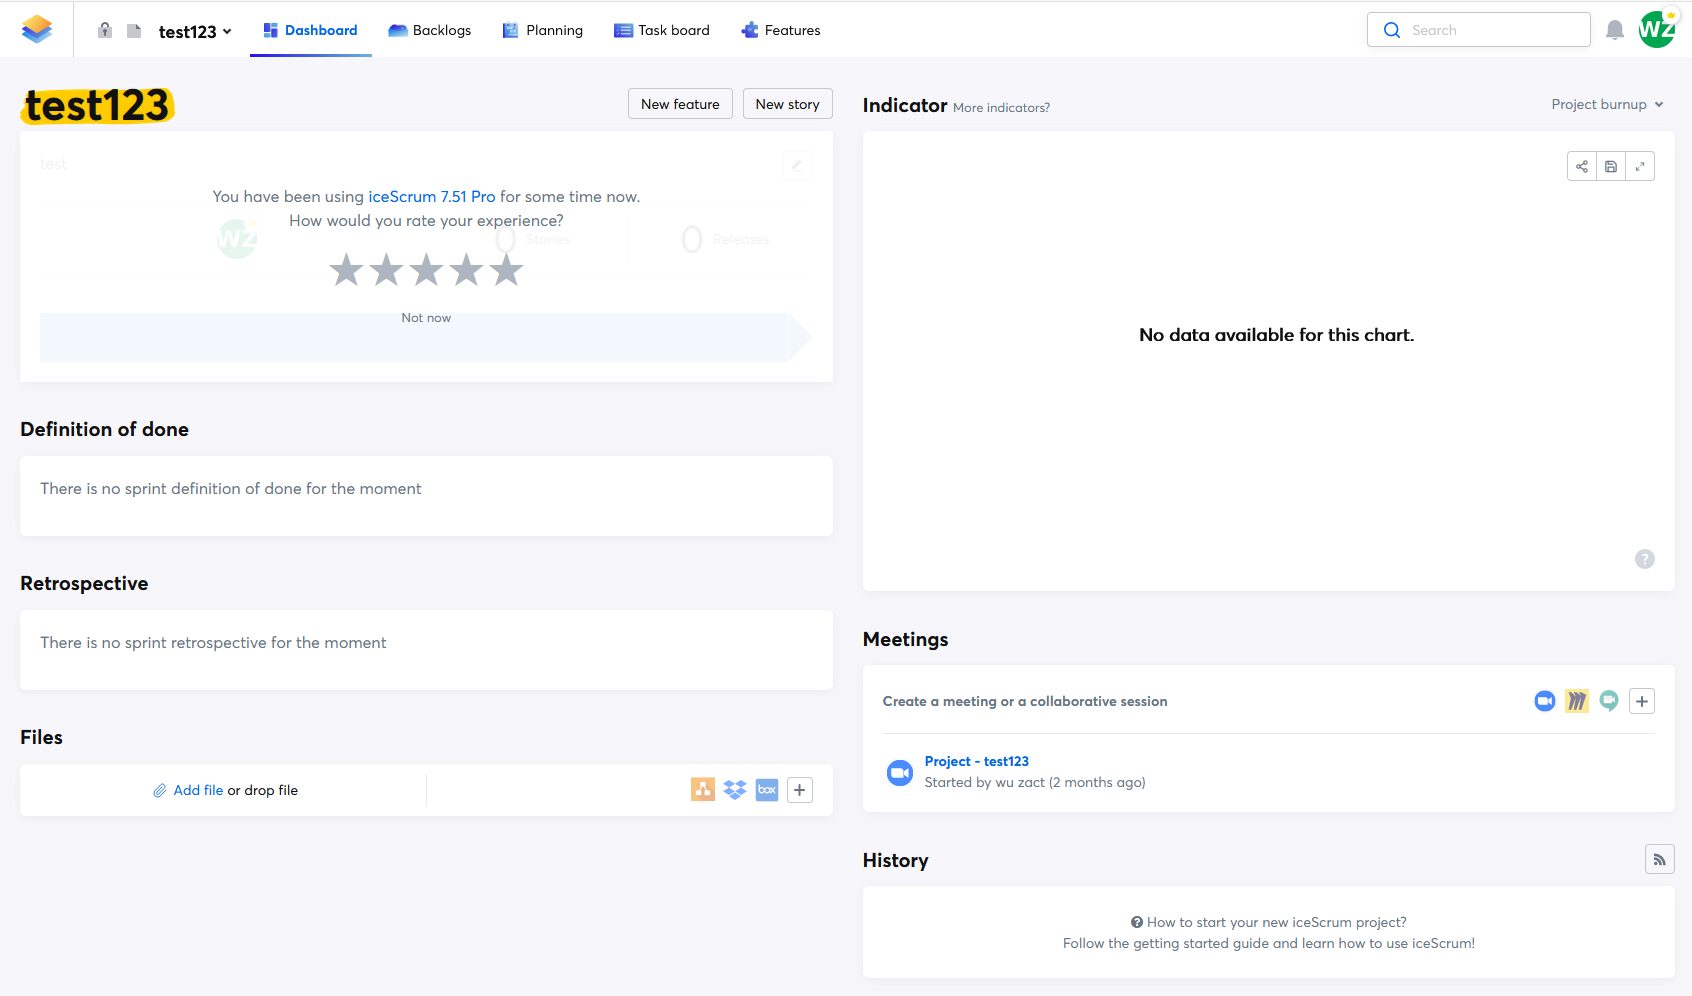 test123
Dashboard
Backlogs
Planning
Task board
Features
Search
WZ
test123
New feature
New story
test
You have been using iceScrum 7.51 Pro for some time now.
How would you rate your experience?
WZ
0 Stories
0 Releases
Not now
Definition of done
There is no sprint definition of done for the moment
Retrospective
There is no sprint retrospective for the moment
Files
Add file or drop file
box
Indicator More indicators?
Project burnup
No data available for this chart.
?
Meetings
Create a meeting or a collaborative session
Project - test123
Started by wu zact (2 months ago)
History
? How to start your new iceScrum project?
Follow the getting started guide and learn how to use iceScrum!